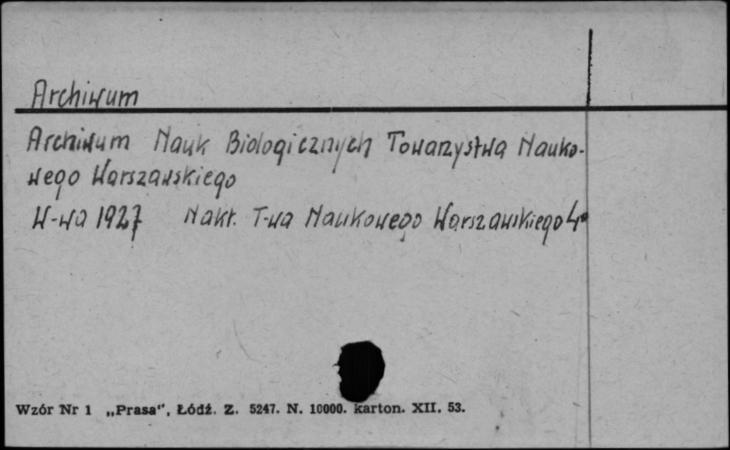 Archiwum
Archiwum Nauk Biologicznych Towarzystwa Nauko-
wego Warszawskiego
W-wa 1927 Nakł. T-wa Naukowego Warszawskiego 4°
Wzór Nr 1 „Prasa”, Łódź. Z. 5247. N. 10000. karton. XII. 53.